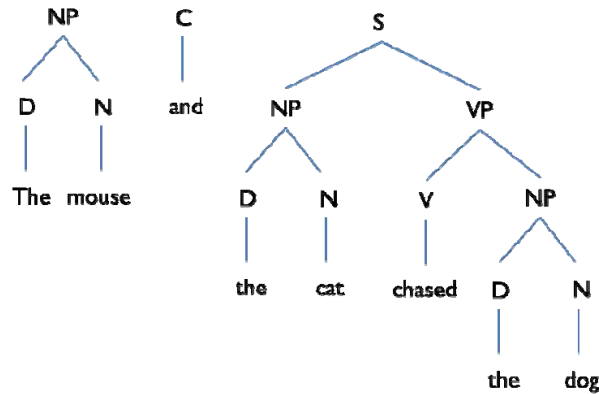 NP C S
D N and NP VP
The mouse D N V NP
the cat chased D N
the dog